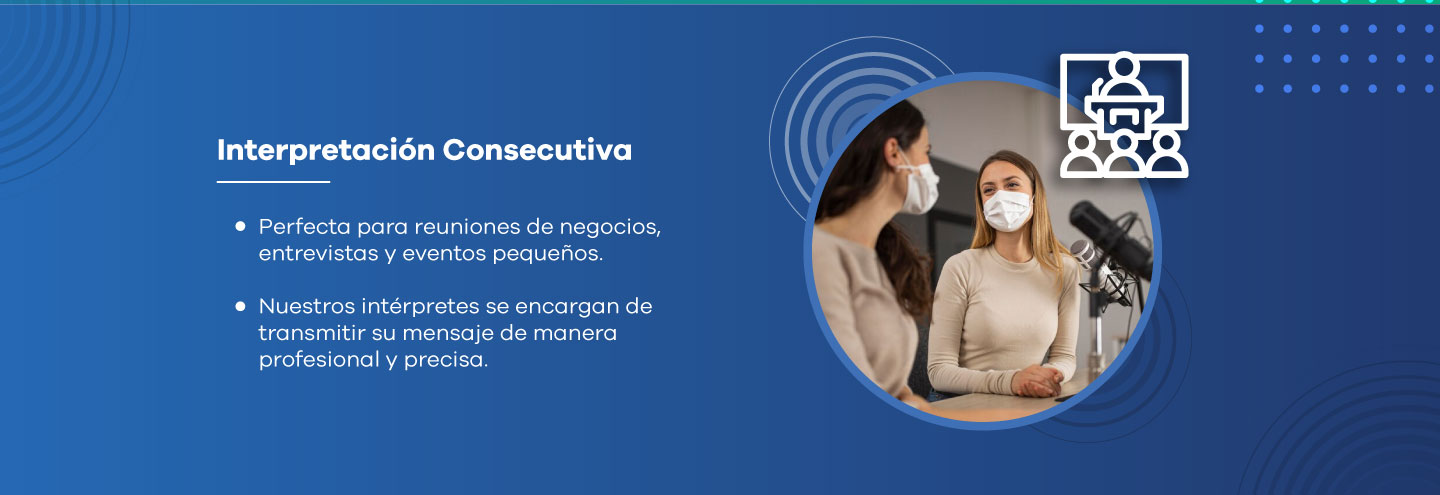 Interpretación Consecutiva
Perfecta para reuniones de negocios,
entrevistas y eventos pequeños.
Nuestros intérpretes se encargan de
transmitir su mensaje de manera
profesional y precisa.